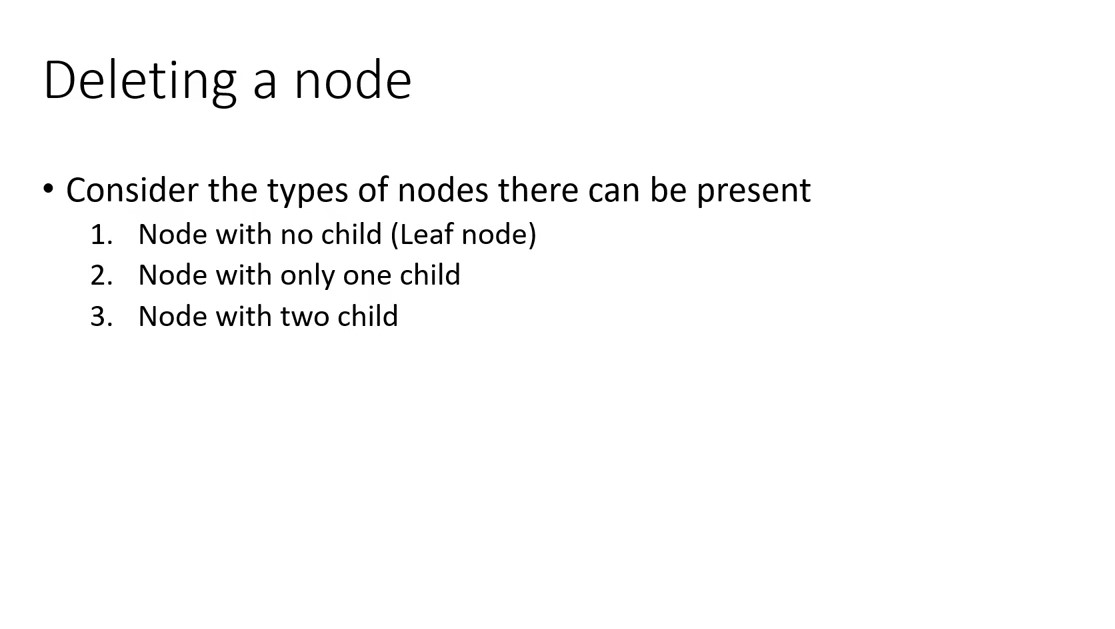 Deleting a node
• Consider the types of nodes there can be present
1. Node with no child (Leaf node)
2. Node with only one child
3. Node with two child